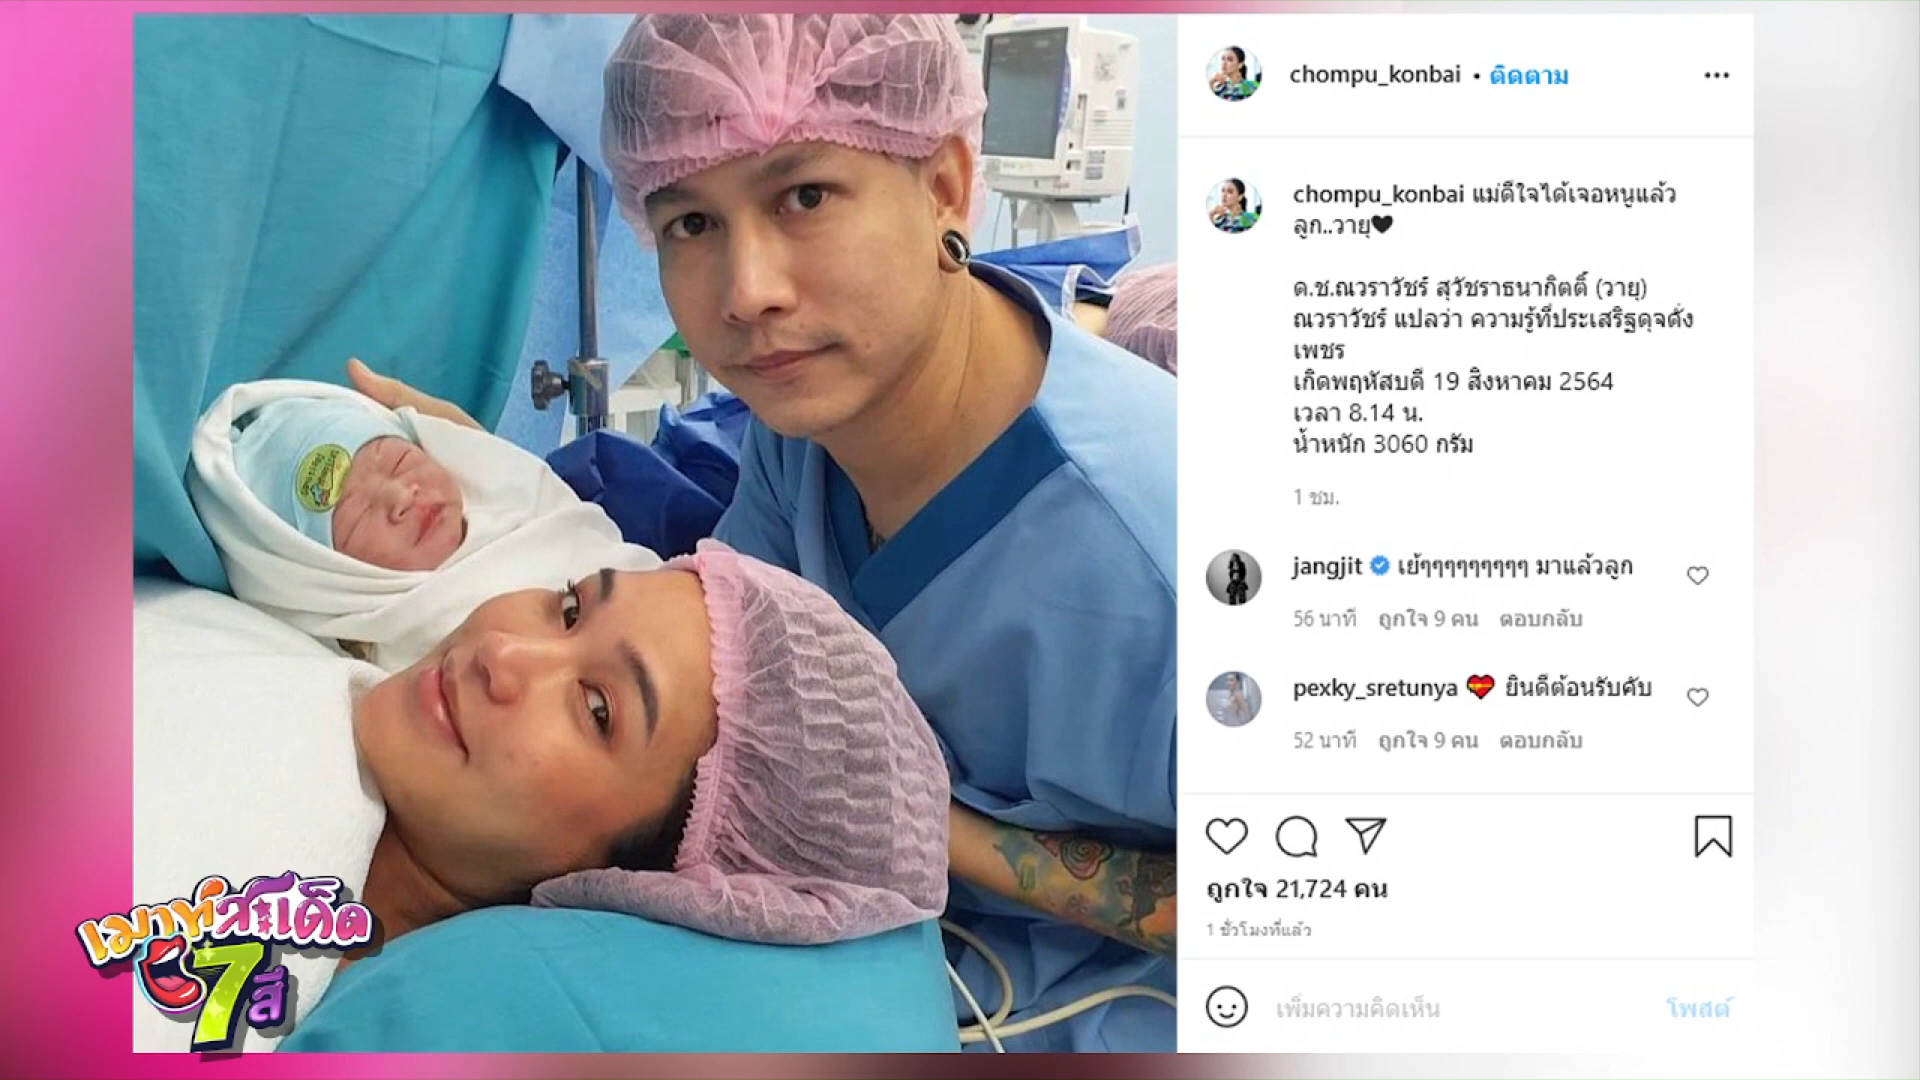 chompu_konbai • ติดตาม
chompu_konbai แม่ดีใจได้เจอหนูแล้ว
ลูก..วายุ🖤
ด.ช.ณวราวัชร์ สุวัชราธนากิตติ์ (วายุ)
ณวราวัชร์ แปลว่า ความรู้ที่ประเสริฐดุจดั่ง
เพชร
เกิดพฤหัสบดี 19 สิงหาคม 2564
เวลา 8.14 น.
น้ำหนัก 3060 กรัม
1 ชม.
jangjit เย้ๆๆๆๆๆๆๆๆๆ มาแล้วลูก
56 นาที ถูกใจ 9 คน ตอบกลับ
pexky_sretunya 💝 ยินดีต้อนรับคับ
52 นาที ถูกใจ 9 คน ตอบกลับ
ถูกใจ 21,724 คน
1 ชั่วโมงที่แล้ว
เพิ่มความคิดเห็น โพสต์
เมาท์สะเด็ด
7สี